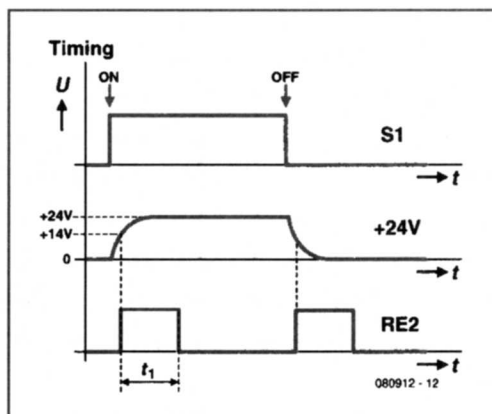 Timing
U
ON
OFF
S1
t
+24V
+14V
0
+24V
t
RE2
t1
t
080912 - 12